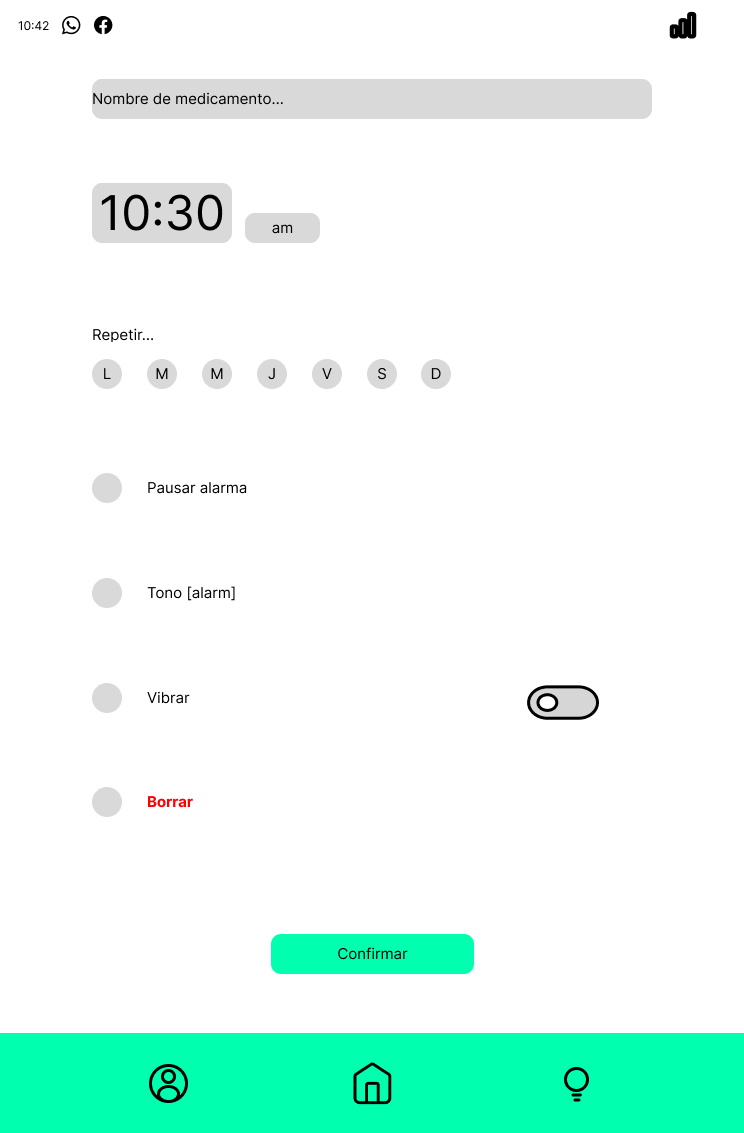 10:42
Nombre de medicamento...
10:30
am
Repetir...
L M M J V S D
Pausar alarma
Tono [alarm]
Vibrar
Borrar
Confirmar